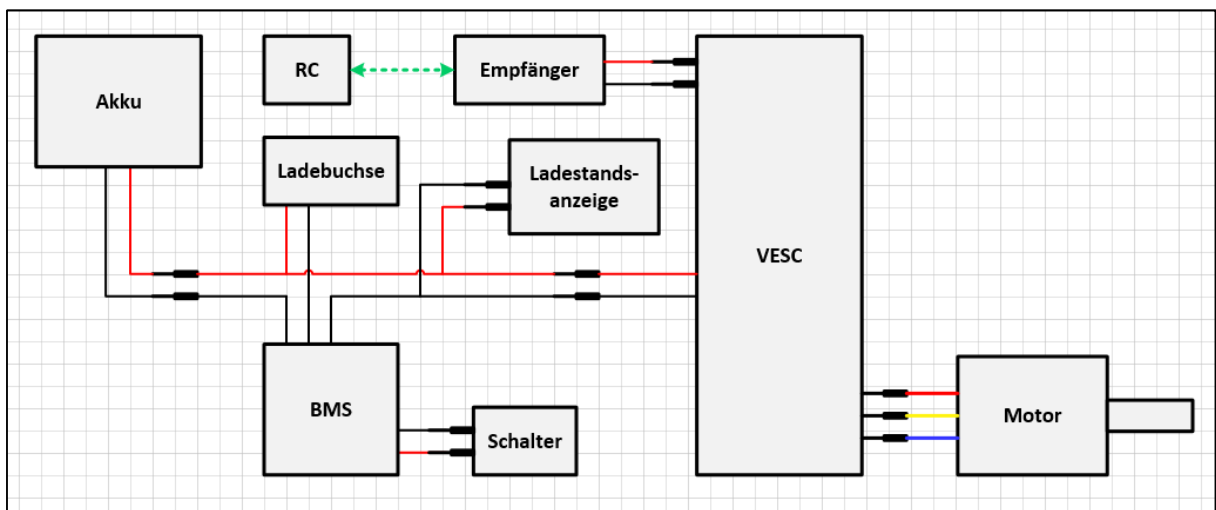 Akku
RC
Empfänger
Ladebuchse
Ladestands-
anzeige
VESC
BMS
Schalter
Motor